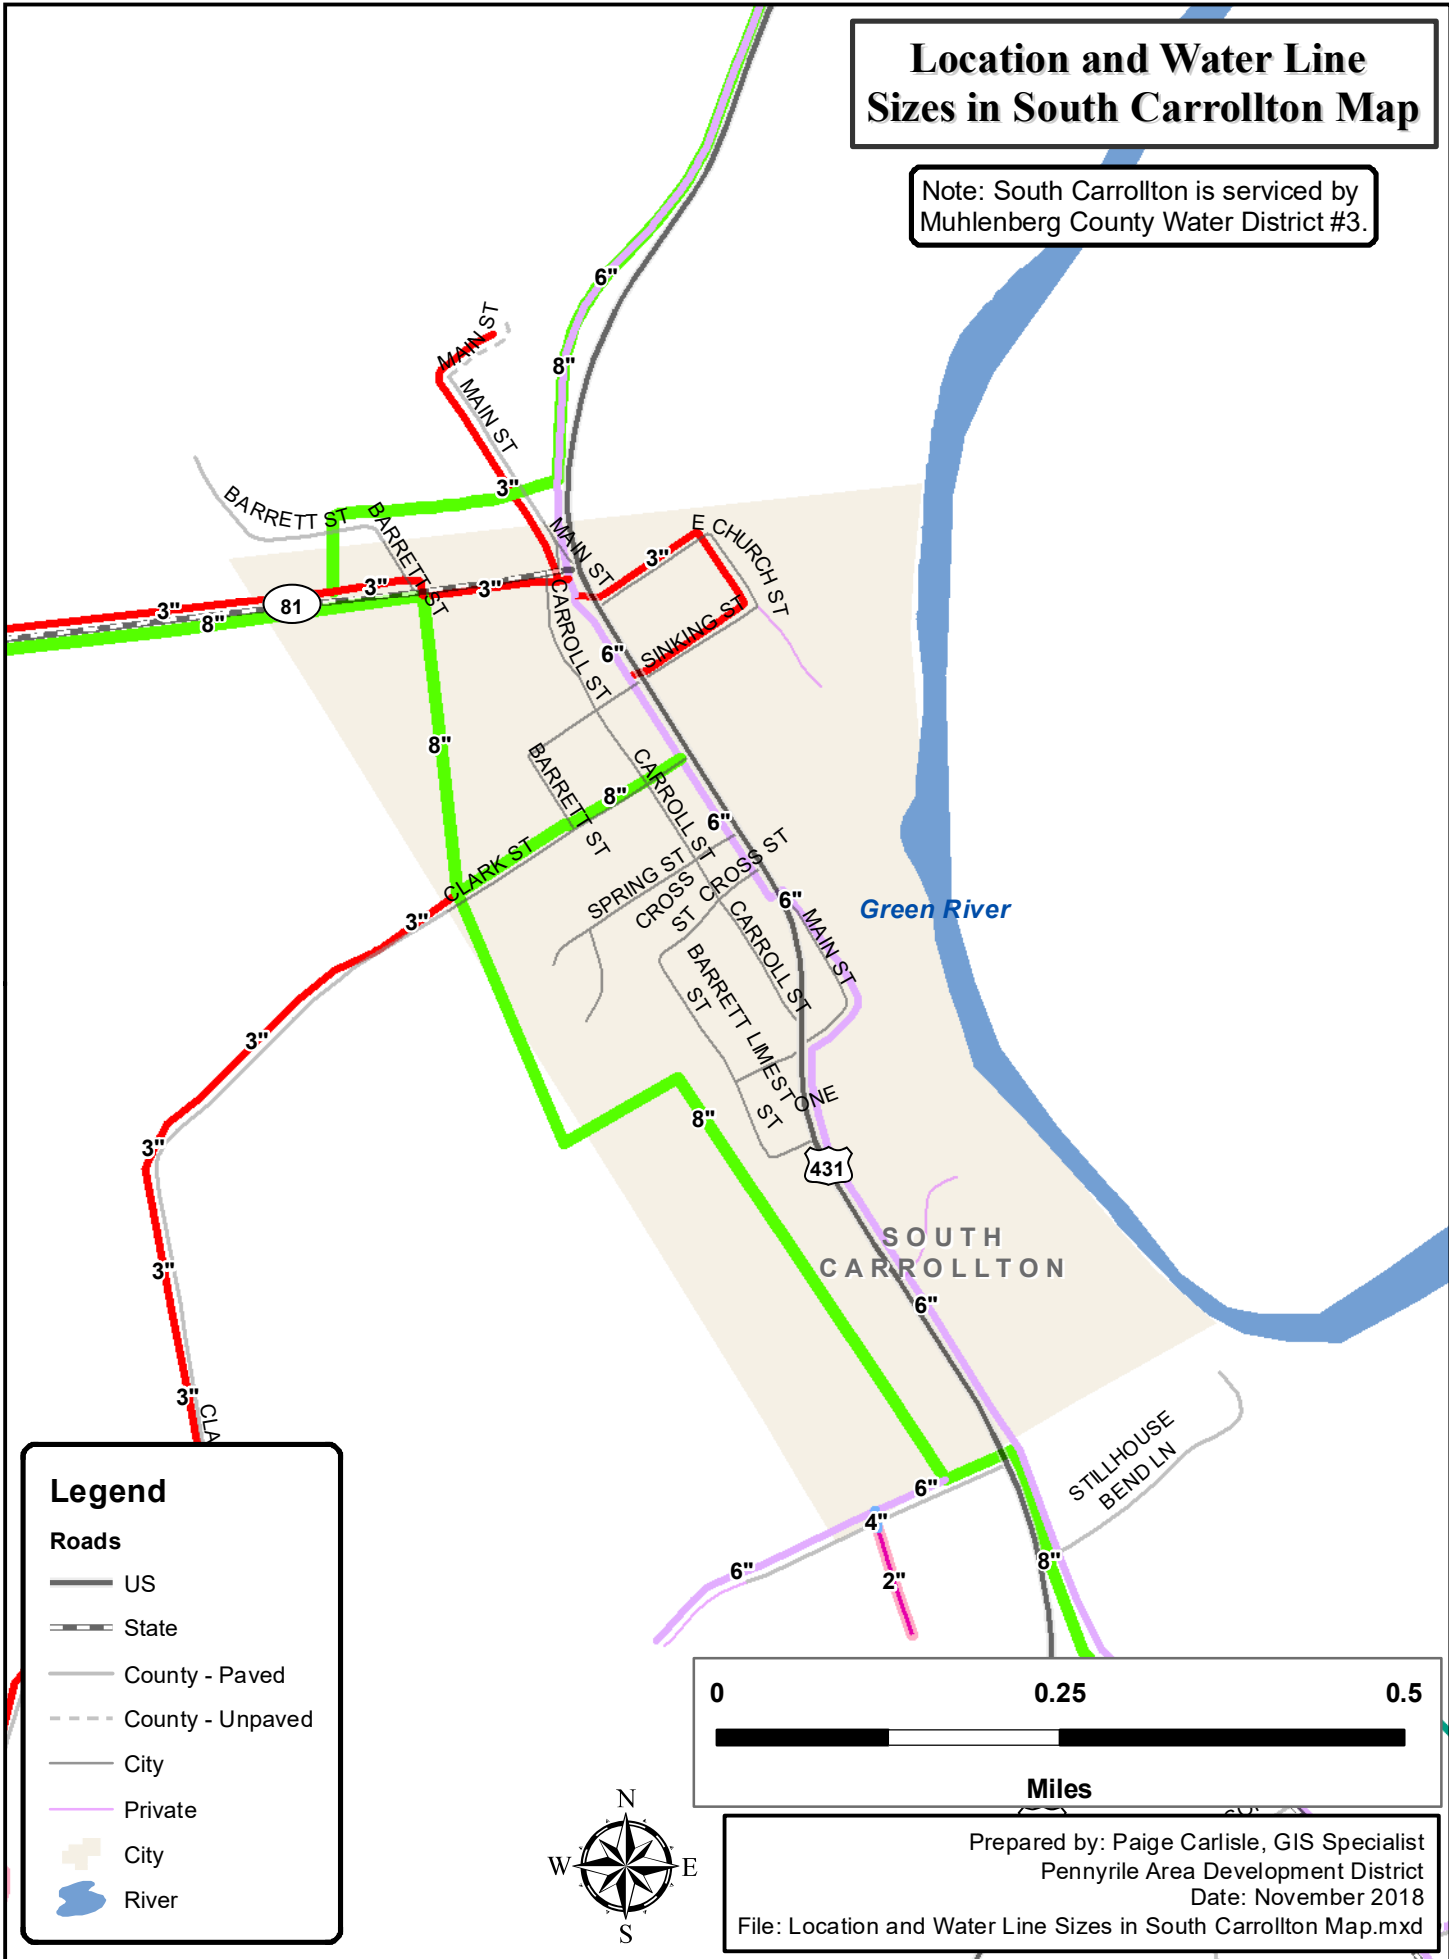 Location and Water Line
Sizes in South Carrollton Map
Note: South Carrollton is serviced by
Muhlenberg County Water District #3.
6"
8"
MAIN ST
MAIN ST
3"
BARRETT ST
BARRETT ST
MAIN ST
E CHURCH ST
3"
3"
3"
3"
81
8"
CARROLL ST
6"
SINKING ST
8"
BARRETT ST
CARROLL ST
8"
6"
CLARK ST
SPRING ST
CROSS ST
CROSS
ST
6"
3"
Green River
CARROLL ST
MAIN ST
BARRETT
ST
3"
LIMESTONE
ST
8"
3"
431
SOUTH
CARROLLTON
3"
6"
3"
CLA
STILLHOUSE
BEND LN
6"
4"
6"
2"
8"
Legend
Roads
US
State
County - Paved
County - Unpaved
City
Private
City
River
0 0.25 0.5
Miles
N
W E
S
Prepared by: Paige Carlisle, GIS Specialist
Pennyrile Area Development District
Date: November 2018
File: Location and Water Line Sizes in South Carrollton Map.mxd